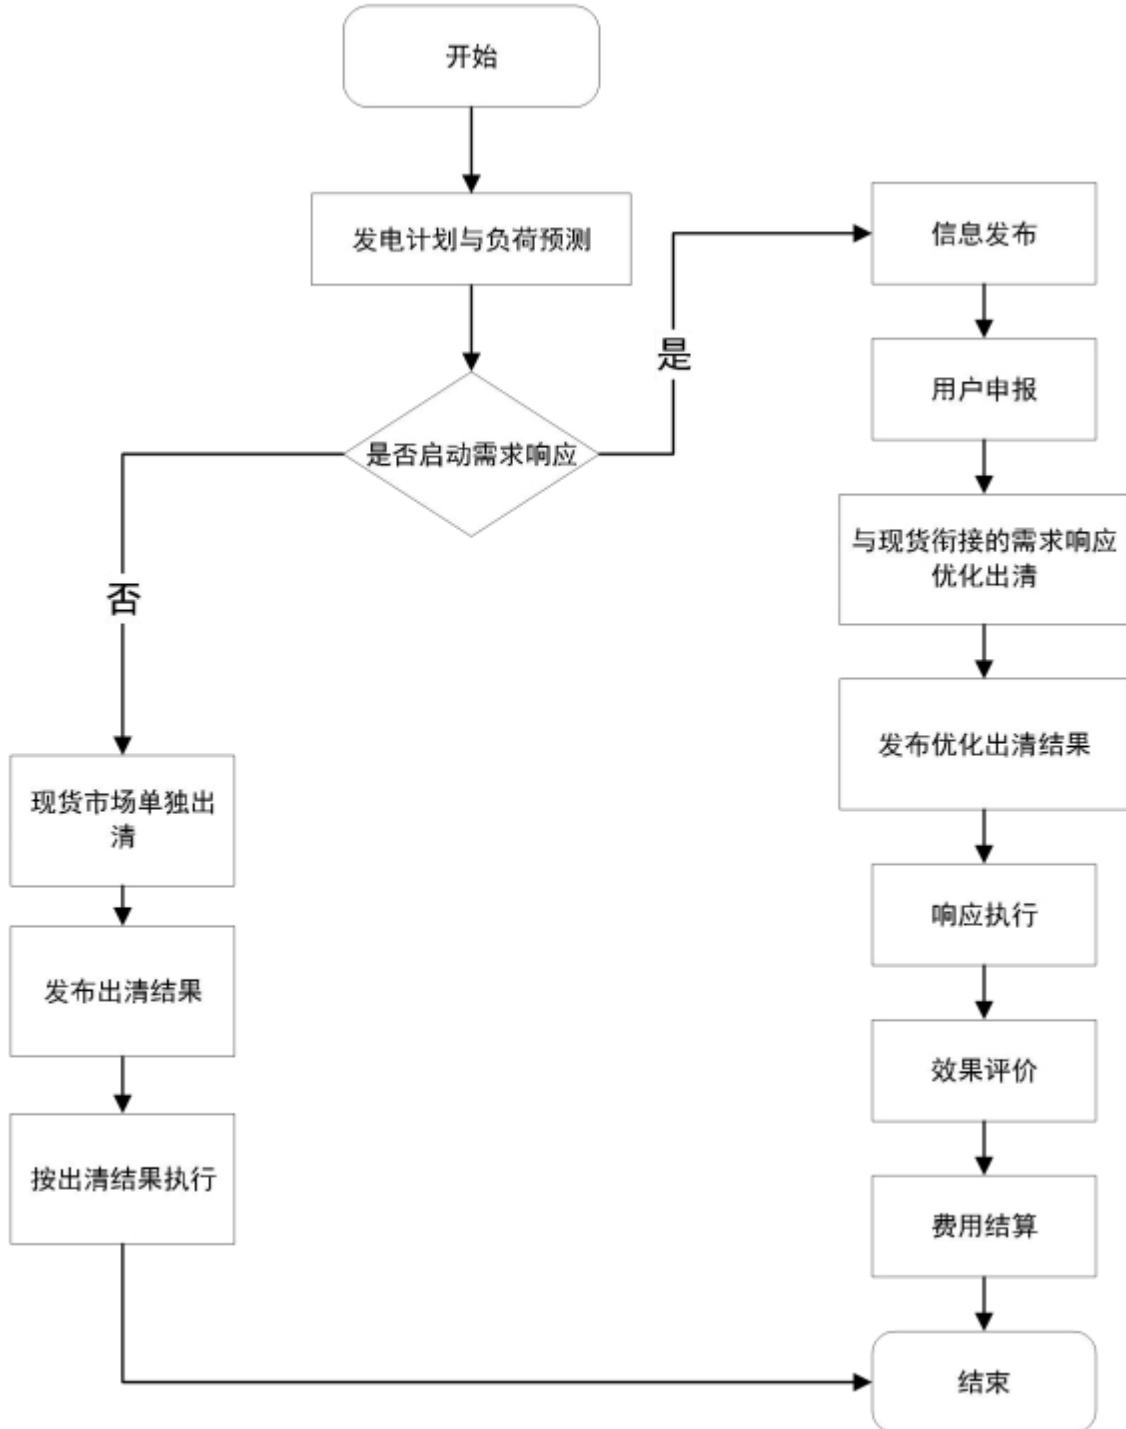 开始
发电计划与负荷预测
是否启动需求响应
是
否
信息发布
用户申报
与现货衔接的需求响应
优化出清
发布优化出清结果
响应执行
效果评价
费用结算
现货市场单独出
清
发布出清结果
按出清结果执行
结束